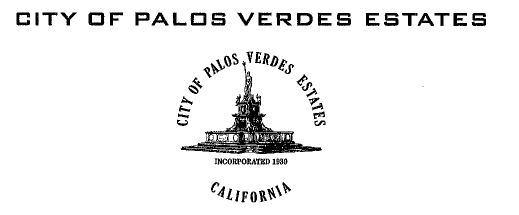 CITY OF PALOS VERDES ESTATES
CITY OF PALOS VERDES ESTATES
INCORPORATED 1939
CALIFORNIA